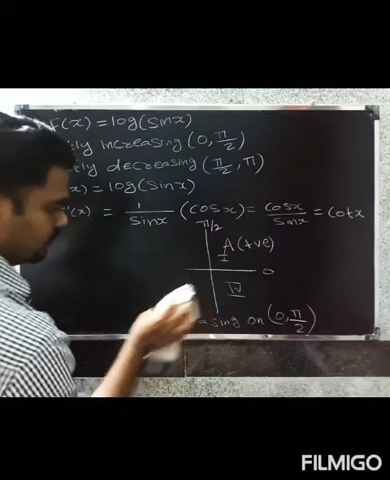 F(x) = log(sinx)
increasing (0, π/2)
decreasing (π/2, π)
= log(sinx)
(x) = 1/sinx (cosx) = cosx/sinx = cotx
π/2
A (+ve)
I
0
IV
on (0, π/2)
FILMIGO